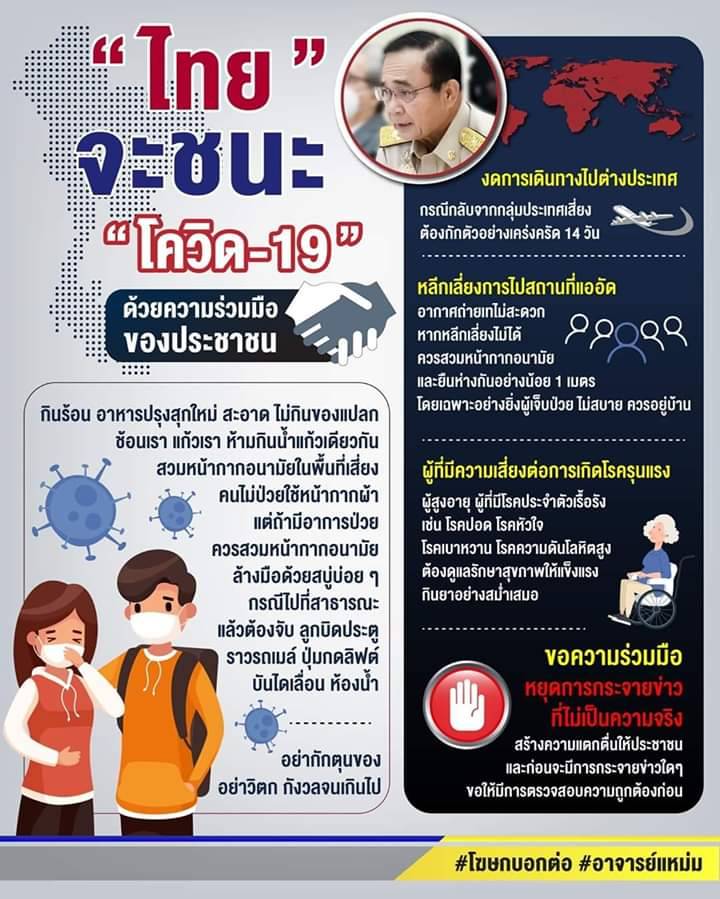 “ไทย”
จะชนะ
“โควิด-19”
ด้วยความร่วมมือ
ของประชาชน
กินร้อน อาหารปรุงสุกใหม่ สะอาด ไม่กินของแปลก
ช้อนเรา แก้วเรา ห้ามกินน้ำแก้วเดียวกัน
สวมหน้ากากอนามัยในพื้นที่เสี่ยง
คนไม่ป่วยใช้หน้ากากผ้า
แต่ถ้ามีอาการป่วย
ควรสวมหน้ากากอนามัย
ล้างมือด้วยสบู่บ่อย ๆ
กรณีไปที่สาธารณะ
แล้วต้องจับ ลูกบิดประตู
ราวรถเมล์ ปุ่มกดลิฟต์
บันไดเลื่อน ห้องน้ำ
อย่ากักตุนของ
อย่าวิตก กังวลจนเกินไป
งดการเดินทางไปต่างประเทศ
กรณีกลับจากกลุ่มประเทศเสี่ยง
ต้องกักตัวอย่างเคร่งครัด 14 วัน
หลีกเลี่ยงการไปสถานที่แออัด
อากาศถ่ายเทไม่สะดวก
หากหลีกเลี่ยงไม่ได้
ควรสวมหน้ากากอนามัย
และยืนห่างกันอย่างน้อย 1 เมตร
โดยเฉพาะอย่างยิ่งผู้เจ็บป่วย ไม่สบาย ควรอยู่บ้าน
ผู้ที่มีความเสี่ยงต่อการเกิดโรครุนแรง
ผู้สูงอายุ ผู้ที่มีโรคประจำตัวเรื้อรัง
เช่น โรคปอด โรคหัวใจ
โรคเบาหวาน โรคความดันโลหิตสูง
ต้องดูแลรักษาสุขภาพให้แข็งแรง
กินยาอย่างสม่ำเสมอ
ขอความร่วมมือ
หยุดการกระจายข่าว
ที่ไม่เป็นความจริง
สร้างความแตกตื่นให้ประชาชน
และก่อนจะมีการกระจายข่าวใดๆ
ขอให้มีการตรวจสอบความถูกต้องก่อน
#โฆษกบอกต่อ #อาจารย์แหม่ม